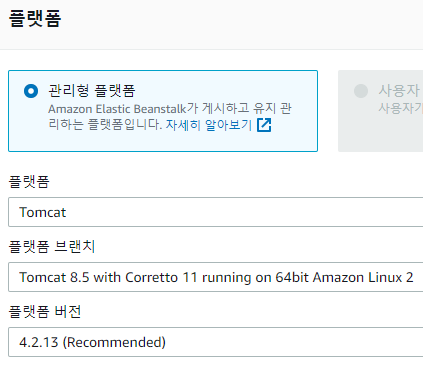 플랫폼
관리형 플랫폼
Amazon Elastic Beanstalk가 게시하고 유지 관
리하는 플랫폼입니다. 자세히 알아보기
사용자
사용자기
플랫폼
Tomcat
플랫폼 브랜치
Tomcat 8.5 with Corretto 11 running on 64bit Amazon Linux 2
플랫폼 버전
4.2.13 (Recommended)